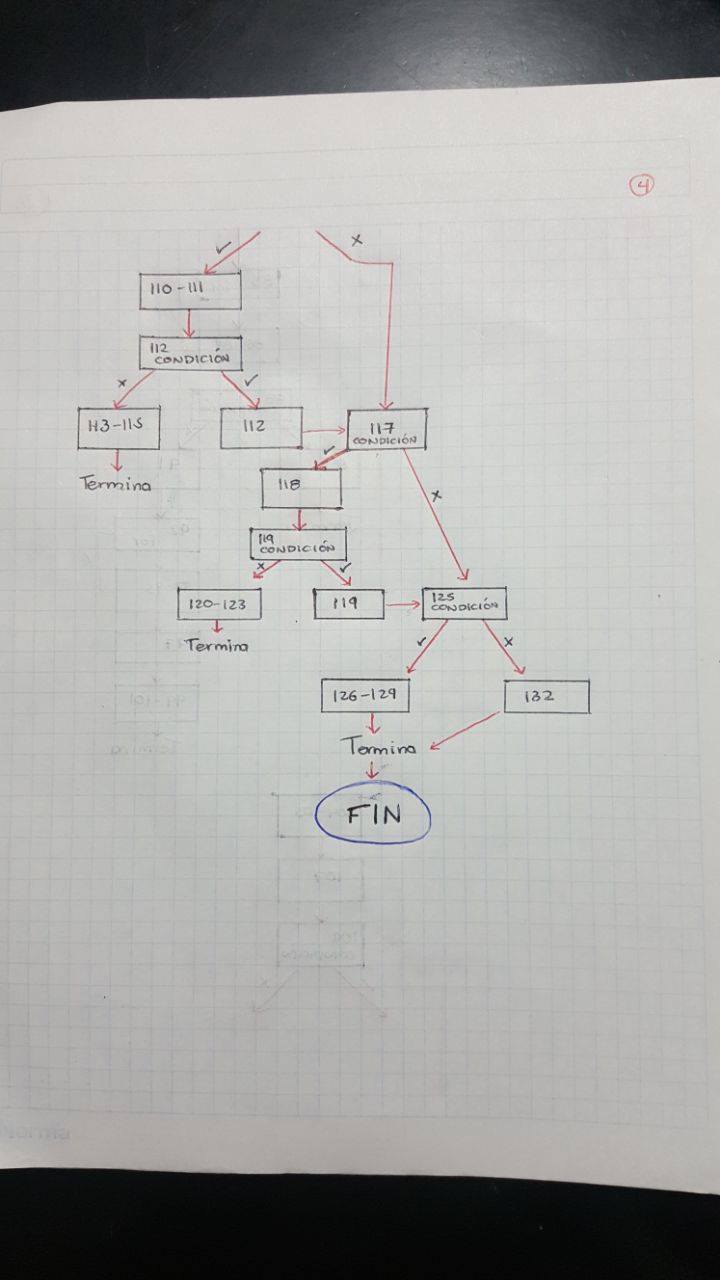 4
✓
x
110-111
112
CONDICIÓN
x
✓
113-115
112
117
CONDICIÓN
Termina
✓
118
x
119
CONDICIÓN
x
✓
120-123
119
125
CONDICIÓN
Termina
✓
x
126-129
132
Termina
FIN